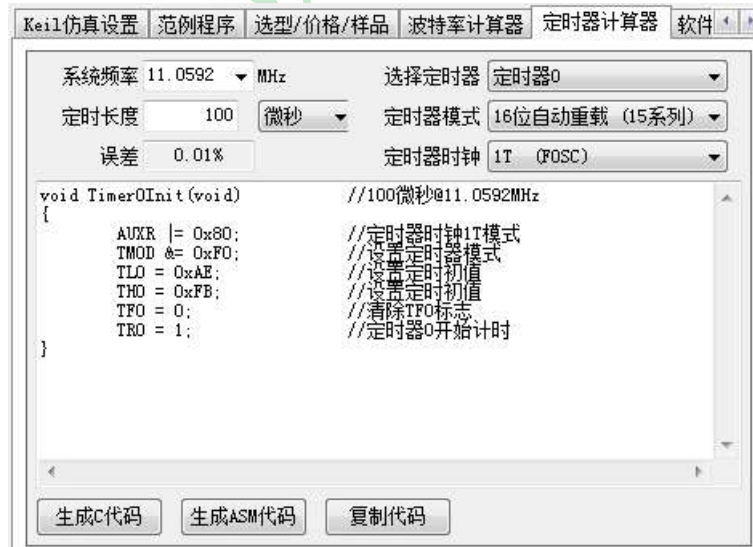 Keil仿真设置 范例程序 选型/价格/样品 波特率计算器 定时器计算器 软件
系统频率 11.0592 MHz 选择定时器 定时器0
定时长度 100 微秒 定时器模式 16位自动重载 (15系列)
误差 0.01% 定时器时钟 1T (FOSC)
void Timer0Init(void) //100微秒@11.0592MHz
{
AUXR |= 0x80; //定时器时钟1T模式
TMOD &= 0xF0; //设置定时器模式
TL0 = 0xAE; //设置定时初值
TH0 = 0xFB; //设置定时初值
TF0 = 0; //清除TF0标志
TR0 = 1; //定时器0开始计时
}
生成C代码 生成ASM代码 复制代码